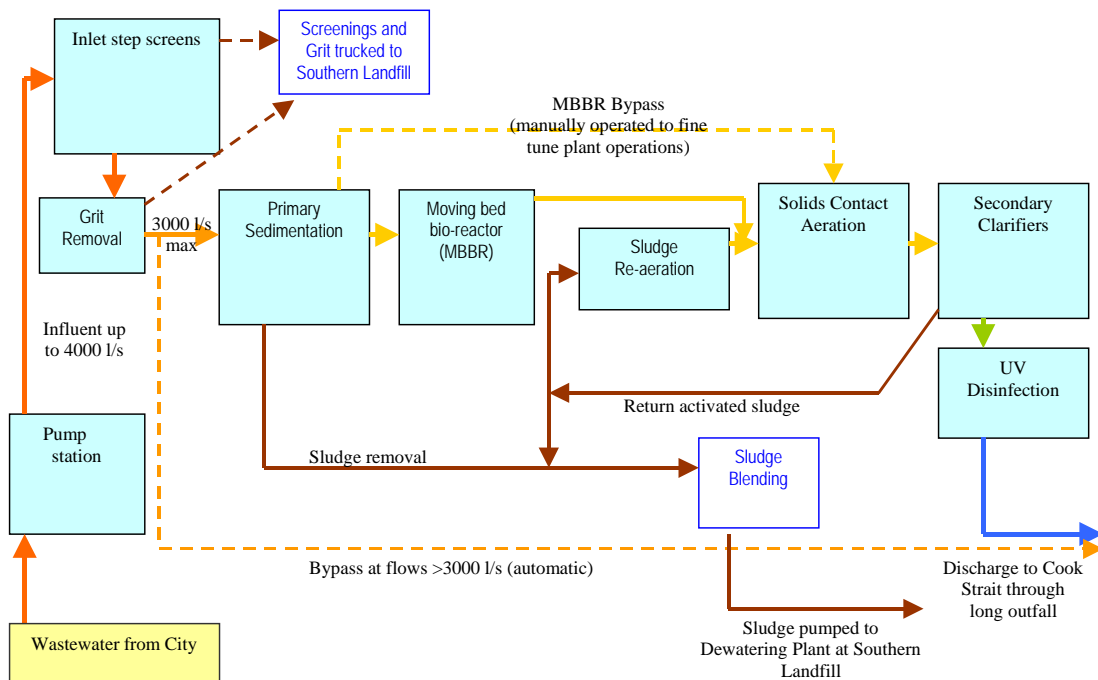 Inlet step screens
Screenings and
Grit trucked to
Southern Landfill
MBBR Bypass
(manually operated to fine
tune plant operations)
Grit
Removal
3000 l/s
max
Primary
Sedimentation
Moving bed
bio-reactor
(MBBR)
Sludge
Re-aeration
Solids Contact
Aeration
Secondary
Clarifiers
Influent up
to 4000 l/s
UV
Disinfection
Return activated sludge
Pump
station
Sludge removal
Sludge
Blending
Bypass at flows >3000 l/s (automatic)
Discharge to Cook
Strait through
long outfall
Wastewater from City
Sludge pumped to
Dewatering Plant at Southern
Landfill